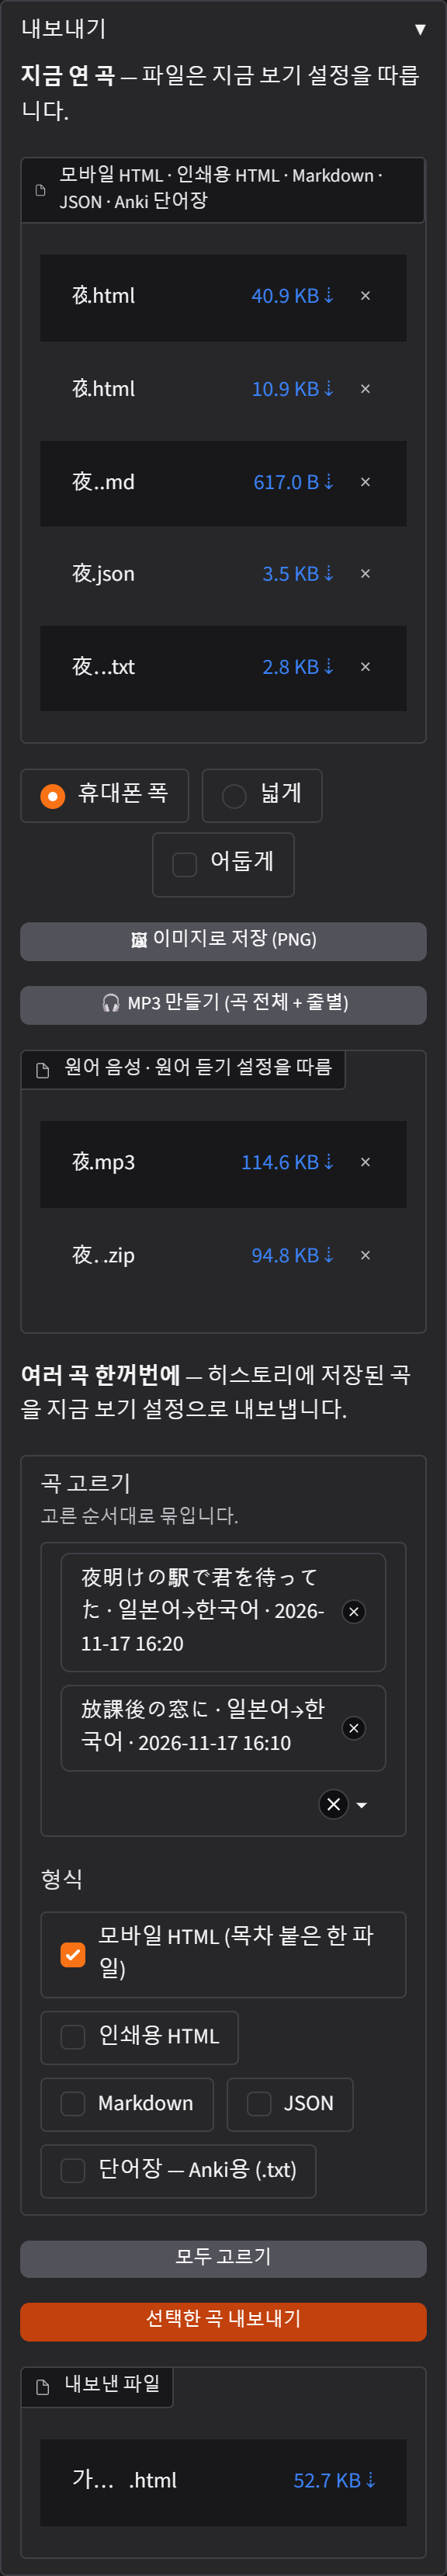 내보내기 ▼
지금 연 곡 — 파일은 지금 보기 설정을 따릅
니다.
모바일 HTML · 인쇄용 HTML · Markdown ·
JSON · Anki 단어장
夜.html 40.9 KB ⇣ ×
夜.html 10.9 KB ⇣ ×
夜..md 617.0 B ⇣ ×
夜.json 3.5 KB ⇣ ×
夜...txt 2.8 KB ⇣ ×
휴대폰 폭 넓게
어둡게
🖼 이미지로 저장 (PNG)
🎧 MP3 만들기 (곡 전체 + 줄별)
원어 음성 · 원어 듣기 설정을 따름
夜.mp3 114.6 KB ⇣ ×
夜. .zip 94.8 KB ⇣ ×
여러 곡 한꺼번에 — 히스토리에 저장된 곡
을 지금 보기 설정으로 내보냅니다.
곡 고르기
고른 순서대로 묶입니다.
夜明けの駅で君を待って
た · 일본어→한국어 · 2026-
11-17 16:20
放課後の窓に · 일본어→한
국어 · 2026-11-17 16:10
형식
모바일 HTML (목차 붙은 한 파
일)
인쇄용 HTML
Markdown JSON
단어장 — Anki용 (.txt)
모두 고르기
선택한 곡 내보내기
내보낸 파일
가... .html 52.7 KB ⇣